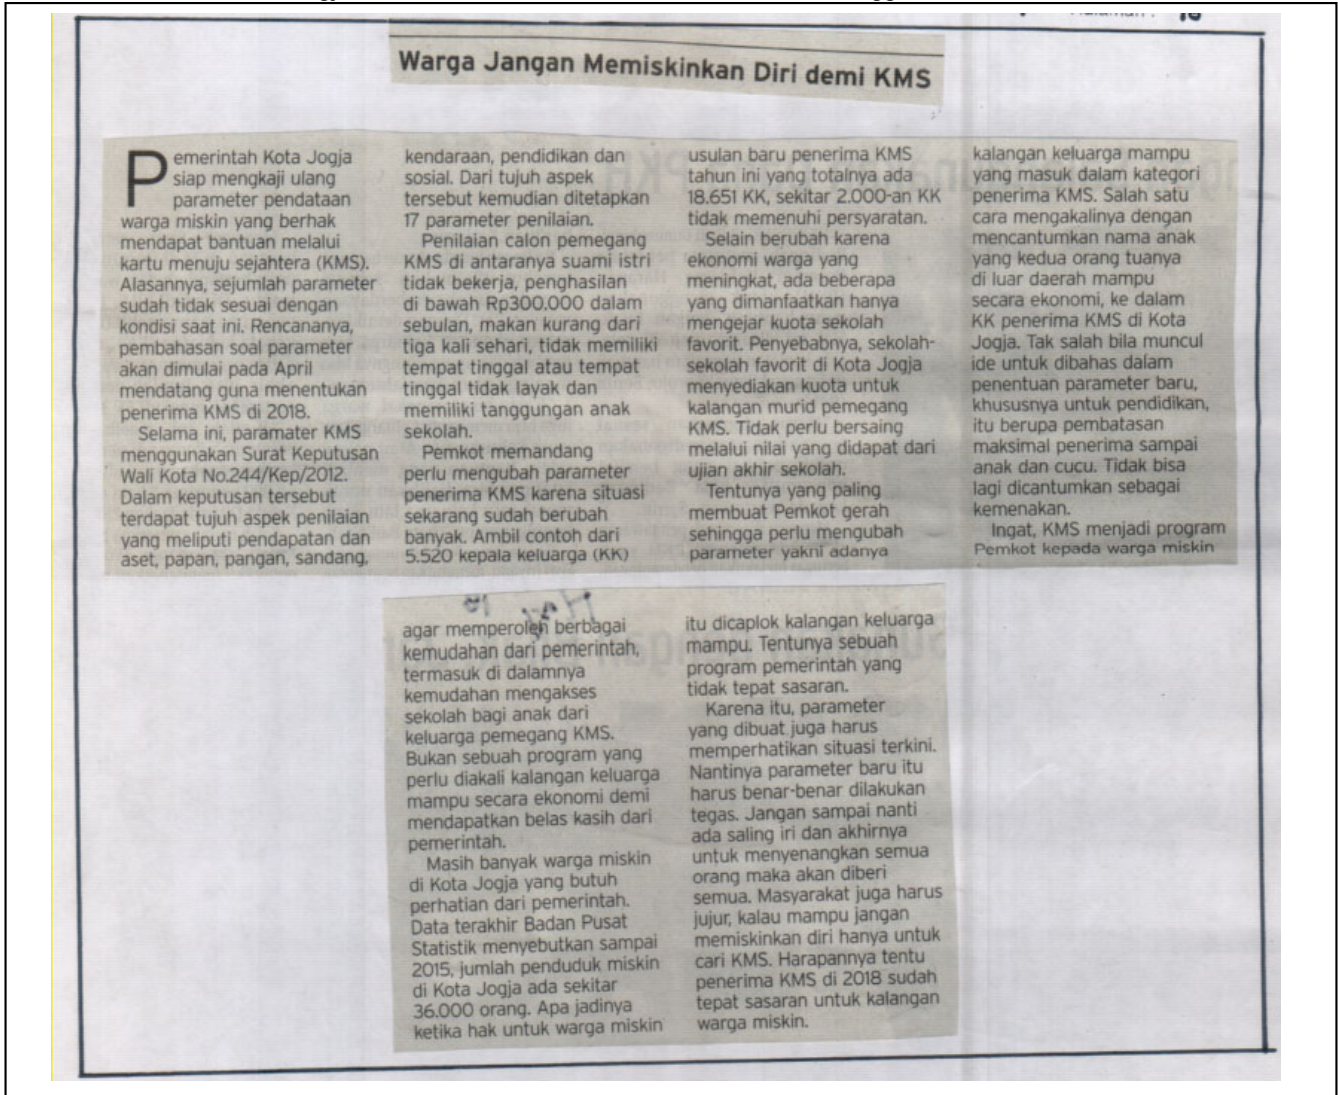 Halaman : 10
Warga Jangan Memiskinkan Diri demi KMS
Pemerintah Kota Jogja
siap mengkaji ulang
parameter pendataan
warga miskin yang berhak
mendapat bantuan melalui
kartu menuju sejahtera (KMS).
Alasannya, sejumlah parameter
sudah tidak sesuai dengan
kondisi saat ini. Rencananya,
pembahasan soal parameter
akan dimulai pada April
mendatang guna menentukan
penerima KMS di 2018.
Selama ini, paramater KMS
menggunakan Surat Keputusan
Wali Kota No.244/Kep/2012.
Dalam keputusan tersebut
terdapat tujuh aspek penilaian
yang meliputi pendapatan dan
aset, papan, pangan, sandang,
kendaraan, pendidikan dan
sosial. Dari tujuh aspek
tersebut kemudian ditetapkan
17 parameter penilaian.
Penilaian calon pemegang
KMS di antaranya suami istri
tidak bekerja, penghasilan
di bawah Rp300.000 dalam
sebulan, makan kurang dari
tiga kali sehari, tidak memiliki
tempat tinggal atau tempat
tinggal tidak layak dan
memiliki tanggungan anak
sekolah.
Pemkot memandang
perlu mengubah parameter
penerima KMS karena situasi
sekarang sudah berubah
banyak. Ambil contoh dari
5.520 kepala keluarga (KK)
usulan baru penerima KMS
tahun ini yang totalnya ada
18.651 KK, sekitar 2.000-an KK
tidak memenuhi persyaratan.
Selain berubah karena
ekonomi warga yang
meningkat, ada beberapa
yang dimanfaatkan hanya
mengejar kuota sekolah
favorit. Penyebabnya, sekolah-
sekolah favorit di Kota Jogja
menyediakan kuota untuk
kalangan murid pemegang
KMS. Tidak perlu bersaing
melalui nilai yang didapat dari
ujian akhir sekolah.
Tentunya yang paling
membuat Pemkot gerah
sehingga perlu mengubah
parameter yakni adanya
kalangan keluarga mampu
yang masuk dalam kategori
penerima KMS. Salah satu
cara mengakalinya dengan
mencantumkan nama anak
yang kedua orang tuanya
di luar daerah mampu
secara ekonomi, ke dalam
KK penerima KMS di Kota
Jogja. Tak salah bila muncul
ide untuk dibahas dalam
penentuan parameter baru,
khususnya untuk pendidikan,
itu berupa pembatasan
maksimal penerima sampai
anak dan cucu. Tidak bisa
lagi dicantumkan sebagai
kemenakan.
Ingat, KMS menjadi program
Pemkot kepada warga miskin
agar memperoleh berbagai
kemudahan dari pemerintah,
termasuk di dalamnya
kemudahan mengakses
sekolah bagi anak dari
keluarga pemegang KMS.
Bukan sebuah program yang
perlu diakali kalangan keluarga
mampu secara ekonomi demi
mendapatkan belas kasih dari
pemerintah.
Masih banyak warga miskin
di Kota Jogja yang butuh
perhatian dari pemerintah.
Data terakhir Badan Pusat
Statistik menyebutkan sampai
2015, jumlah penduduk miskin
di Kota Jogja ada sekitar
36.000 orang. Apa jadinya
ketika hak untuk warga miskin
itu dicaplok kalangan keluarga
mampu. Tentunya sebuah
program pemerintah yang
tidak tepat sasaran.
Karena itu, parameter
yang dibuat juga harus
memperhatikan situasi terkini.
Nantinya parameter baru itu
harus benar-benar dilakukan
tegas. Jangan sampai nanti
ada saling iri dan akhirnya
untuk menyenangkan semua
orang maka akan diberi
semua. Masyarakat juga harus
jujur, kalau mampu jangan
memiskinkan diri hanya untuk
cari KMS. Harapannya tentu
penerima KMS di 2018 sudah
tepat sasaran untuk kalangan
warga miskin.